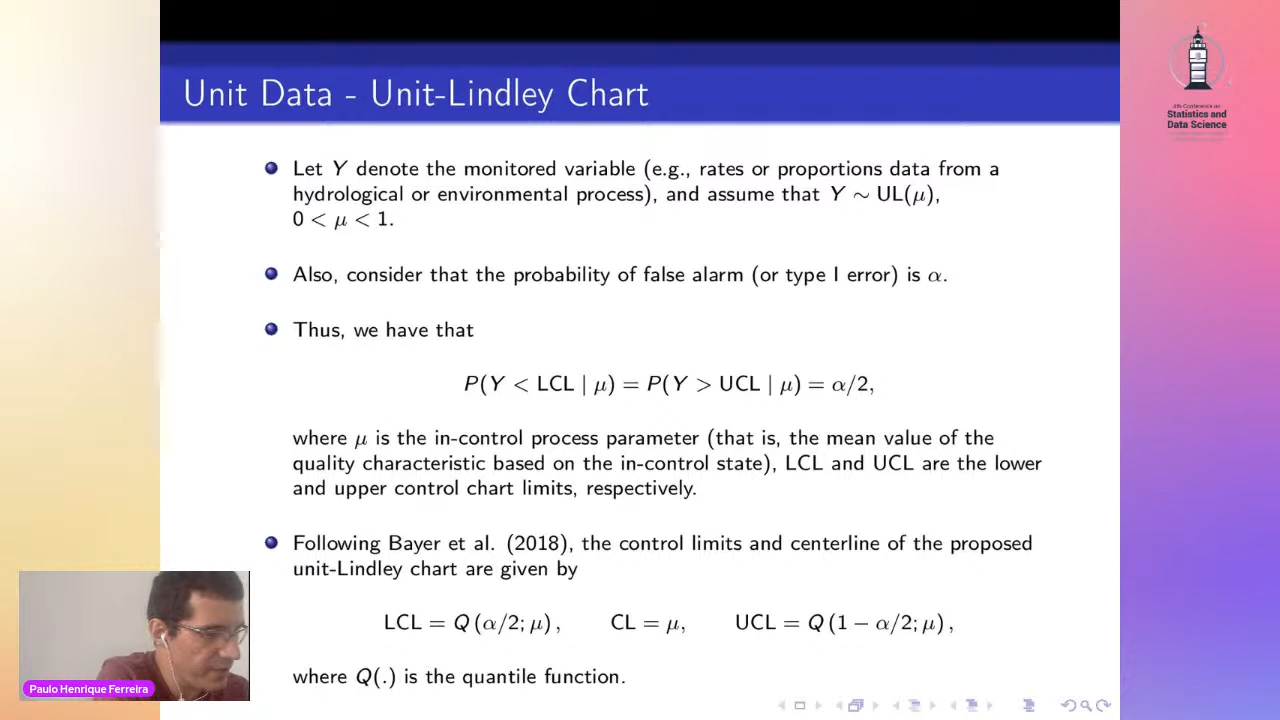 Unit Data - Unit-Lindley Chart
4th Conference on
Statistics and
Data Science
Let Y denote the monitored variable (e.g., rates or proportions data from a
hydrological or environmental process), and assume that Y ∼ UL(μ),
0 < μ < 1.
Also, consider that the probability of false alarm (or type I error) is α.
Thus, we have that
P(Y < LCL | μ) = P(Y > UCL | μ) = α/2,
where μ is the in-control process parameter (that is, the mean value of the
quality characteristic based on the in-control state), LCL and UCL are the lower
and upper control chart limits, respectively.
Following Bayer et al. (2018), the control limits and centerline of the proposed
unit-Lindley chart are given by
LCL = Q (α/2; μ) , CL = μ, UCL = Q (1 − α/2; μ) ,
where Q(.) is the quantile function.
Paulo Henrique Ferreira